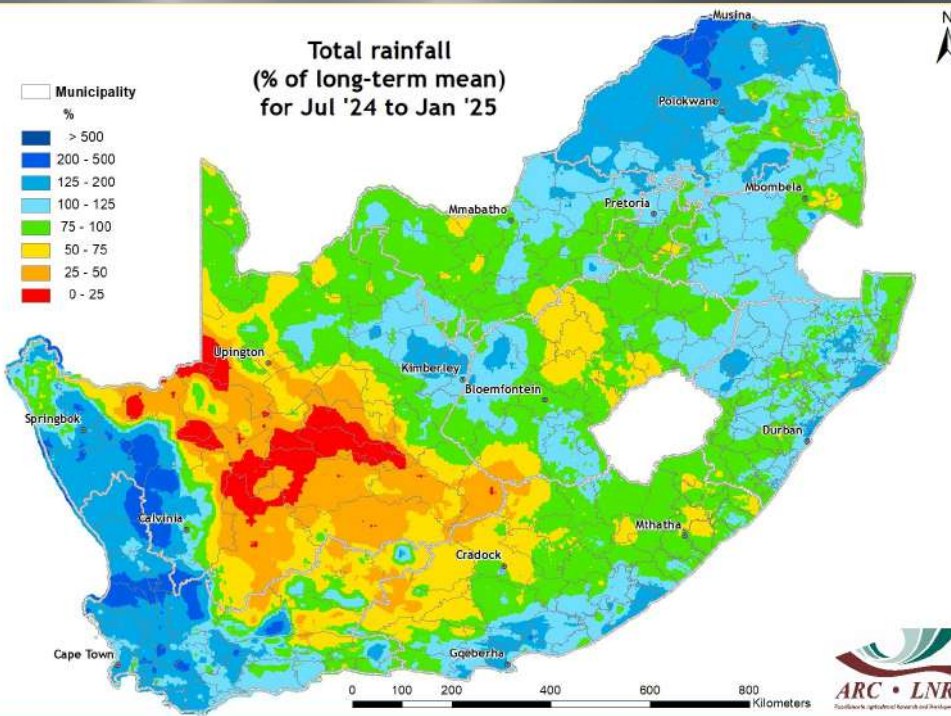 Total rainfall
(% of long-term mean)
for Jul '24 to Jan '25
N
Municipality
%
> 500
200 - 500
125 - 200
100 - 125
75 - 100
50 - 75
25 - 50
0 - 25
Musina
Polokwane
Mbombela
Pretoria
Mmabatho
Upington
Kimberley
Bloemfontein
Springbok
Durban
Calvinia
Mthatha
Cradock
Cape Town
Gqeberha
0 100 200 400 600 800
Kilometers
ARC • LNR